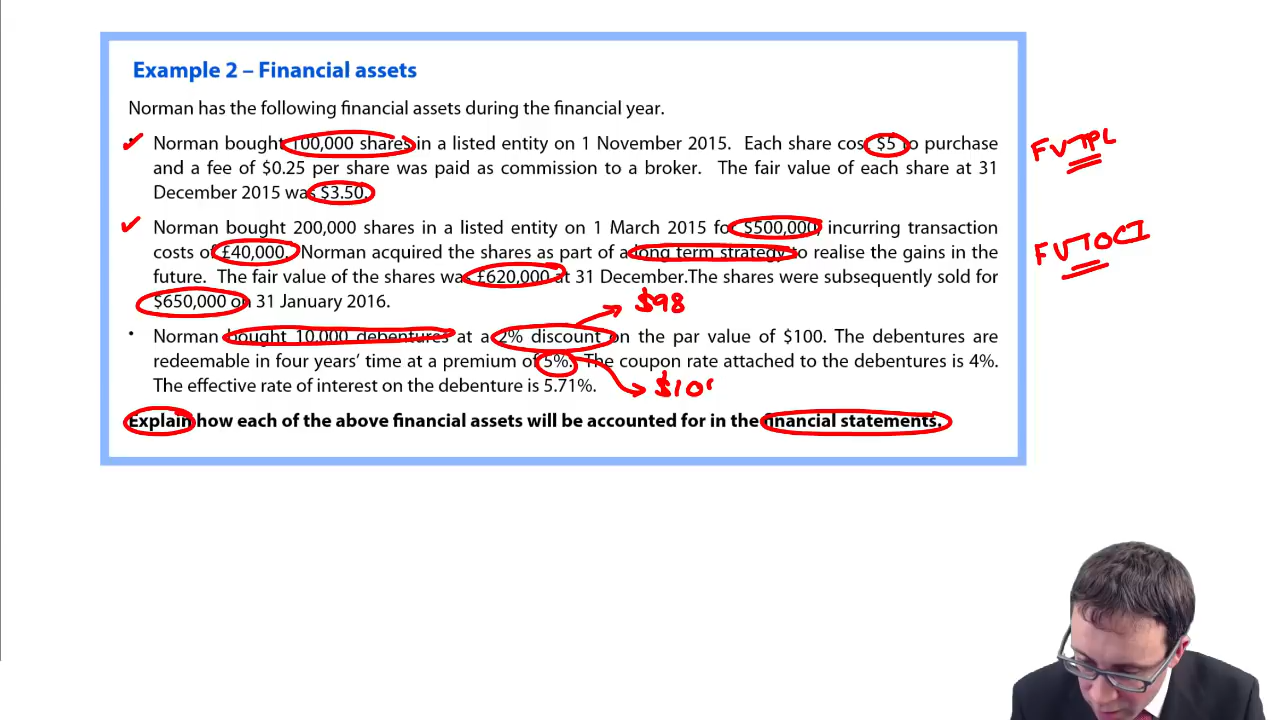 Example 2 – Financial assets
Norman has the following financial assets during the financial year.
Norman bought 100,000 shares in a listed entity on 1 November 2015. Each share cost $5 to purchase FVTPL
and a fee of $0.25 per share was paid as commission to a broker. The fair value of each share at 31
December 2015 was $3.50.
Norman bought 200,000 shares in a listed entity on 1 March 2015 for $500,000, incurring transaction
costs of £40,000. Norman acquired the shares as part of a long term strategy to realise the gains in the FVTOCI
future. The fair value of the shares was £620,000 at 31 December.The shares were subsequently sold for
$650,000 on 31 January 2016.
$98
• Norman bought 10,000 debentures at a 2% discount on the par value of $100. The debentures are
redeemable in four years’ time at a premium of 5%. The coupon rate attached to the debentures is 4%.
The effective rate of interest on the debenture is 5.71%.
Explain how each of the above financial assets will be accounted for in the financial statements.